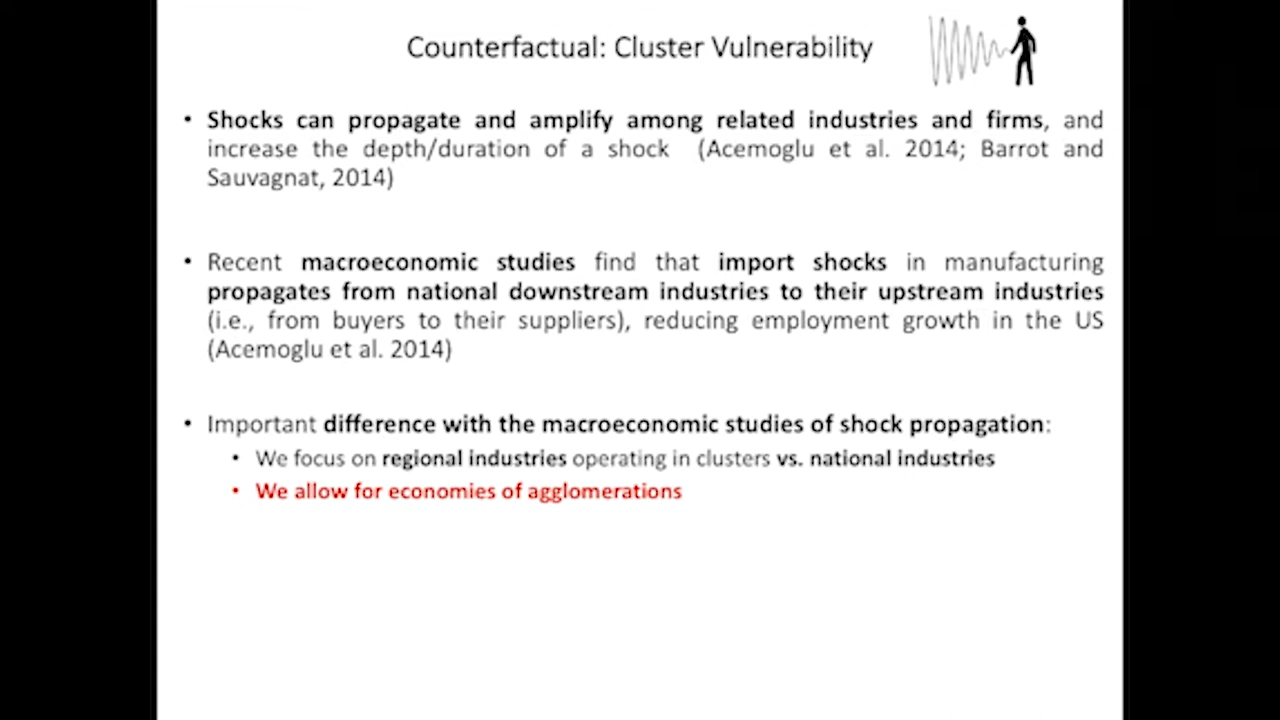 Counterfactual: Cluster Vulnerability
• Shocks can propagate and amplify among related industries and firms, and
increase the depth/duration of a shock (Acemoglu et al. 2014; Barrot and
Sauvagnat, 2014)
• Recent macroeconomic studies find that import shocks in manufacturing
propagates from national downstream industries to their upstream industries
(i.e., from buyers to their suppliers), reducing employment growth in the US
(Acemoglu et al. 2014)
• Important difference with the macroeconomic studies of shock propagation:
• We focus on regional industries operating in clusters vs. national industries
• We allow for economies of agglomerations